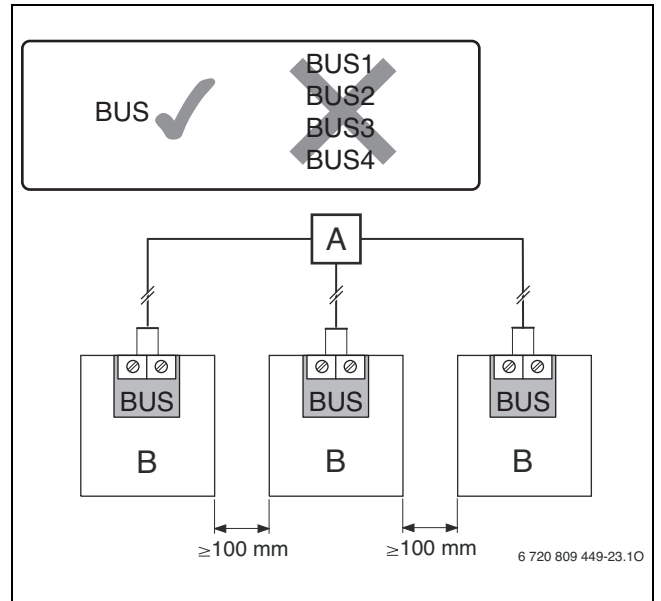 BUS
BUS1
BUS2
BUS3
BUS4
A
BUS BUS BUS
B B B
≥100 mm ≥100 mm
6 720 809 449-23.1O